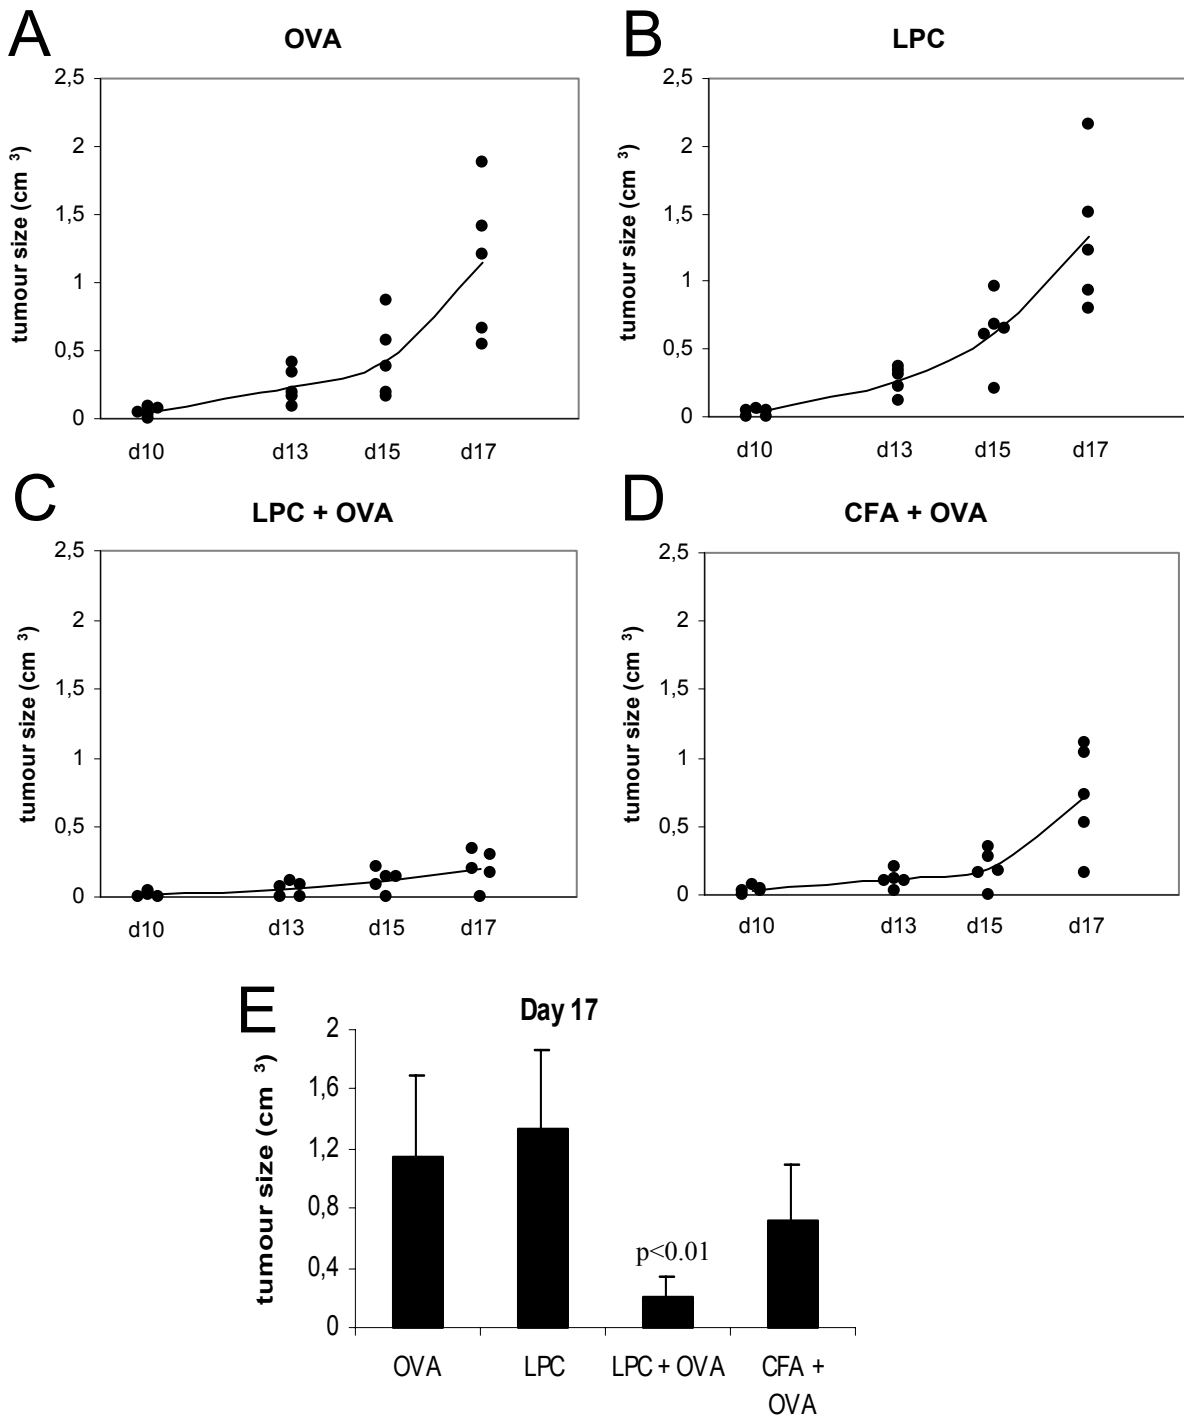 A
OVA
tumour size (cm ³)
2,5
2
1,5
1
0,5
0
d10 d13 d15 d17
B
LPC
tumour size (cm ³)
2,5
2
1,5
1
0,5
0
d10 d13 d15 d17
C
LPC + OVA
tumour size (cm ³)
2,5
2
1,5
1
0,5
0
d10 d13 d15 d17
D
CFA + OVA
tumour size (cm ³)
2,5
2
1,5
1
0,5
0
d10 d13 d15 d17
E
Day 17
tumour size (cm ³)
2
1,6
1,2
0,8
0,4
0
p<0.01
OVA LPC LPC + OVA CFA +
OVA